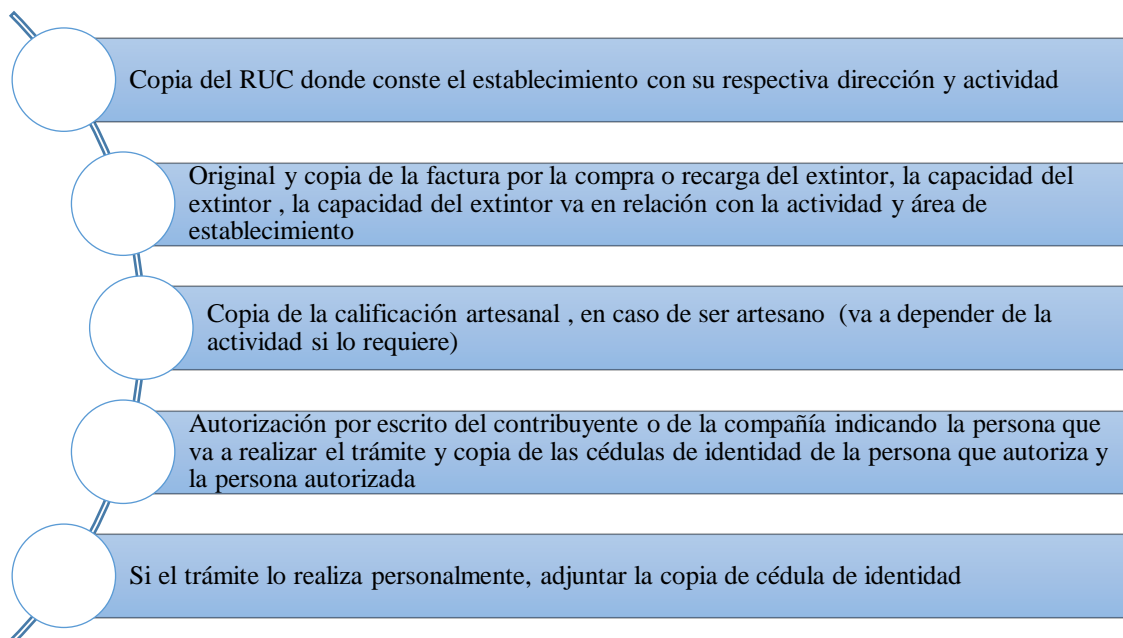 Copia del RUC donde conste el establecimiento con su respectiva dirección y actividad
Original y copia de la factura por la compra o recarga del extintor, la capacidad del
extintor , la capacidad del extintor va en relación con la actividad y área de
establecimiento
Copia de la calificación artesanal , en caso de ser artesano  (va a depender de la
actividad si lo requiere)
Autorización por escrito del contribuyente o de la compañía indicando la persona que
va a realizar el trámite y copia de las cédulas de identidad de la persona que autoriza y
la persona autorizada
Si el trámite lo realiza personalmente, adjuntar la copia de cédula de identidad